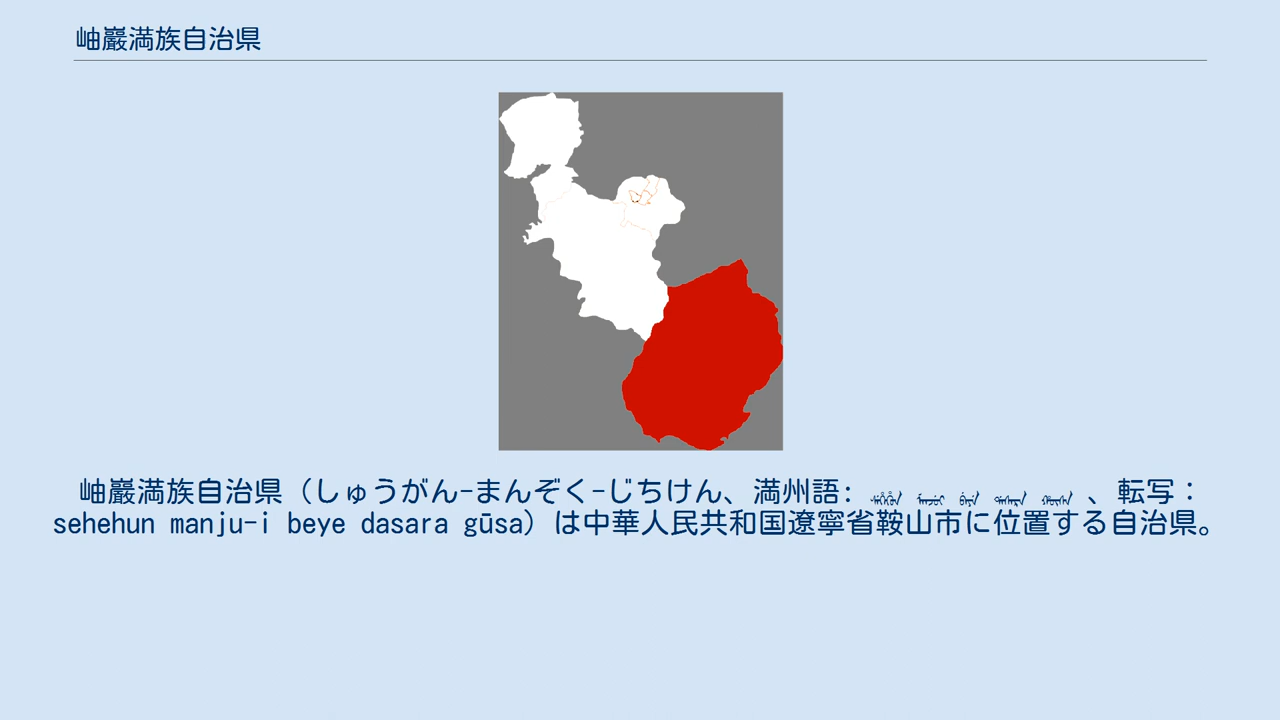 岫巖満族自治県
岫巖満族自治県（しゅうがん-まんぞく-じちけん、満州語: 、転写：
sehehun manju-i beye dasara gūsa）は中華人民共和国遼寧省鞍山市に位置する自治県。